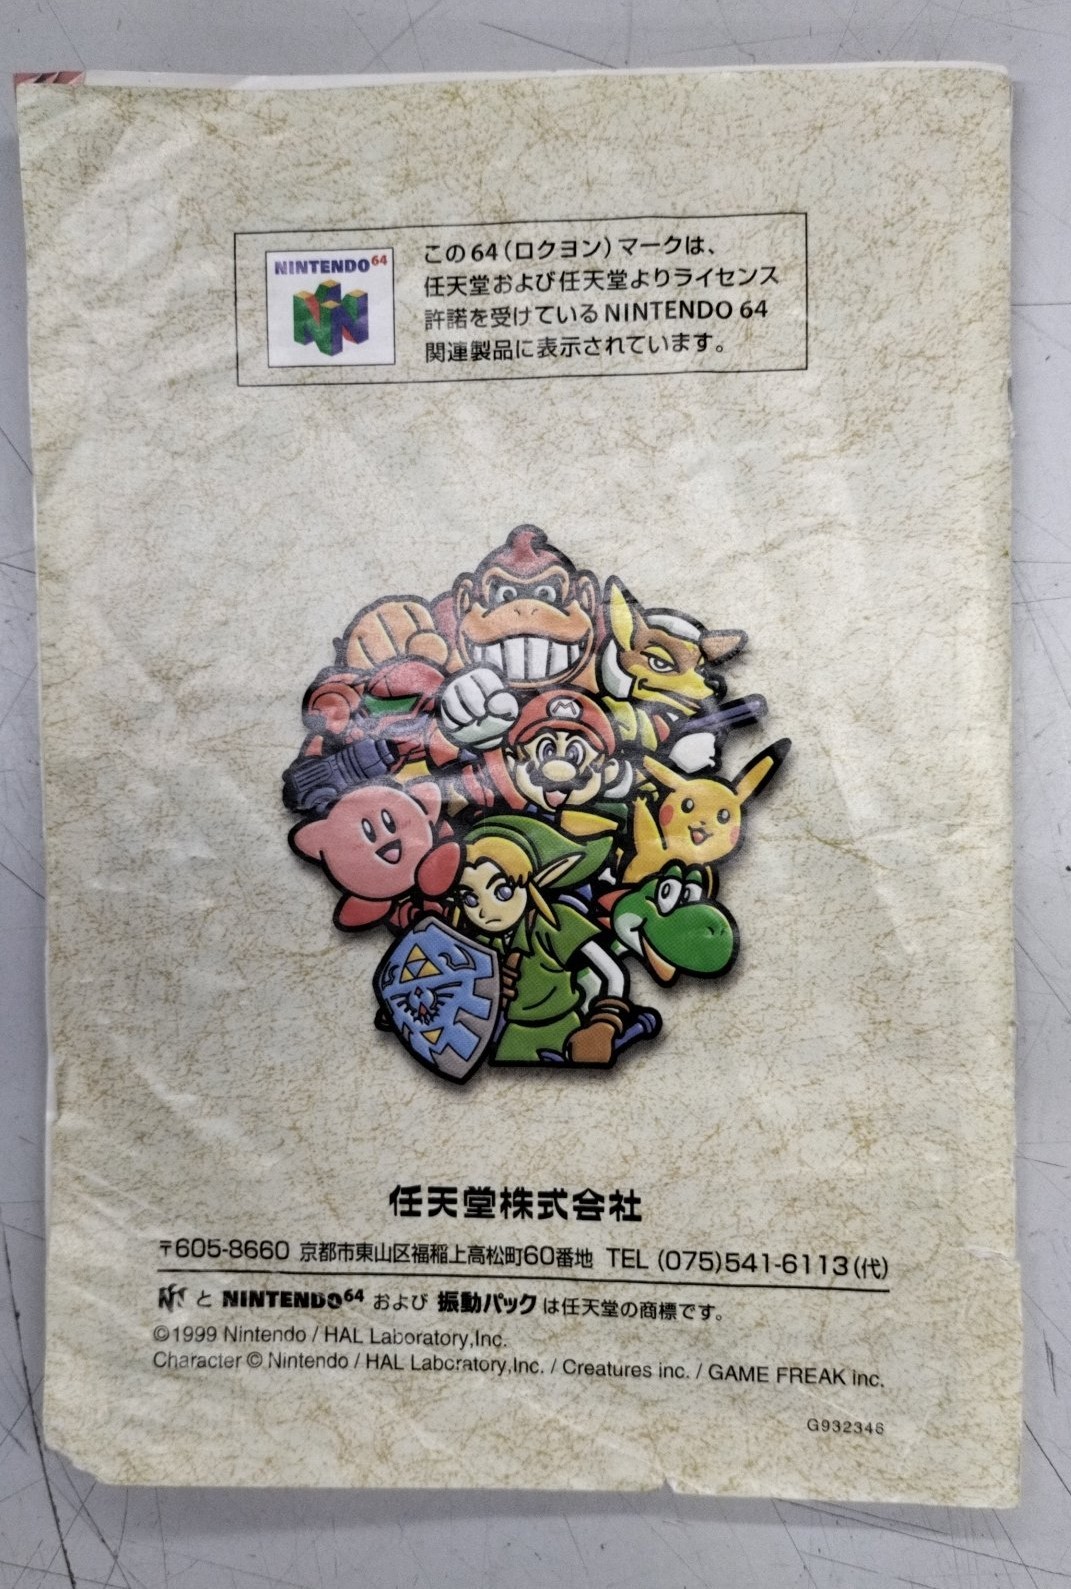 NINTENDO64
この64(ロクヨン)マークは、
任天堂および任天堂よりライセンス
許諾を受けているNINTENDO 64
関連製品に表示されています。
M
任天堂株式会社
〒605-8660 京都市東山区福稲上高松町60番地 TEL (075)541-6113(代)
N と NINTENDO64 および 振動パック は任天堂の商標です。
©1999 Nintendo / HAL Laboratory,Inc.
Character © Nintendo / HAL Laboratory,Inc. / Creatures inc. / GAME FREAK inc.
G932346